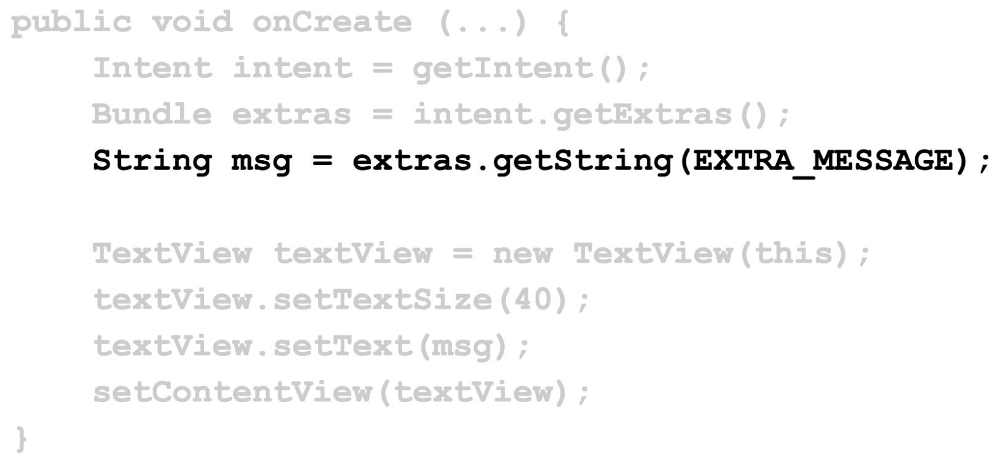 public void onCreate (...) {
Intent intent = getIntent();
Bundle extras = intent.getExtras();
String msg = extras.getString(EXTRA_MESSAGE);
TextView textView = new TextView(this);
textView.setTextSize(40);
textView.setText(msg);
setContentView(textView);
}